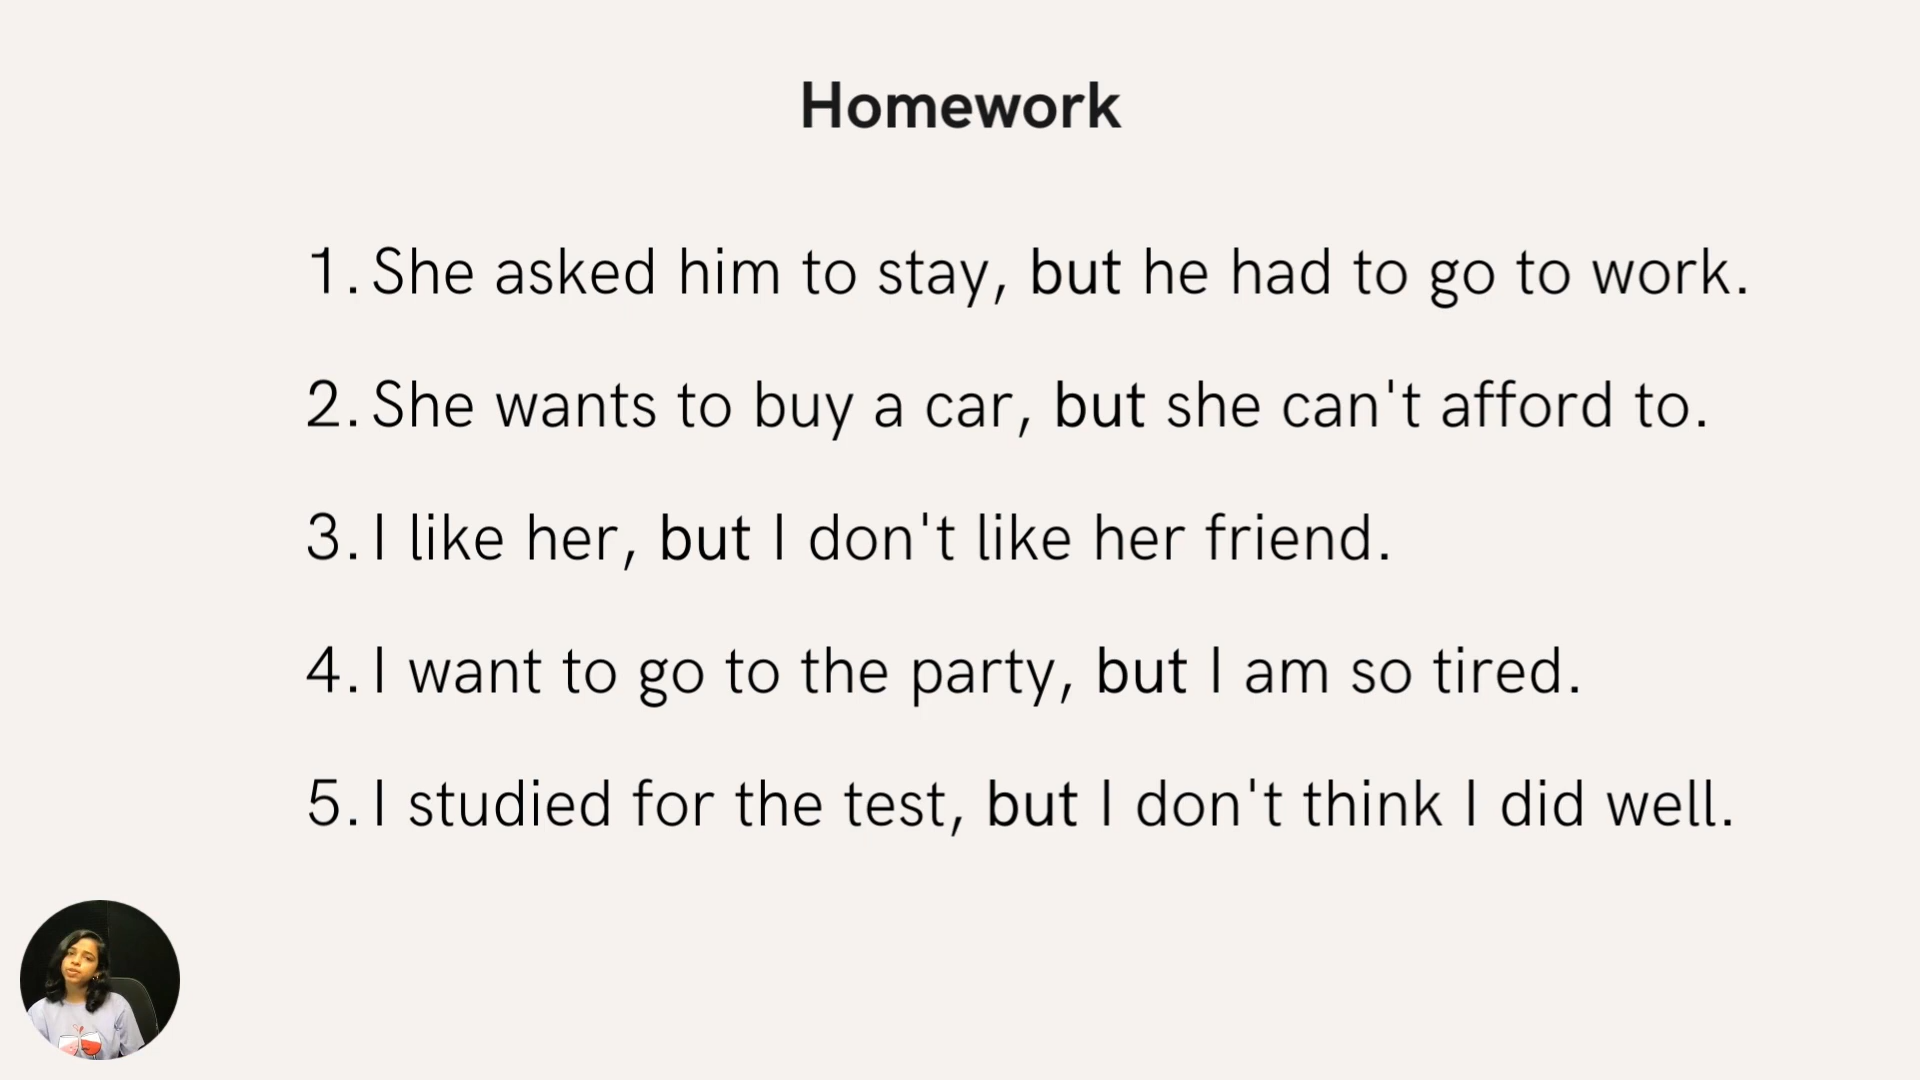 Homework
1. She asked him to stay, but he had to go to work.
2. She wants to buy a car, but she can't afford to.
3. I like her, but I don't like her friend.
4. I want to go to the party, but I am so tired.
5. I studied for the test, but I don't think I did well.